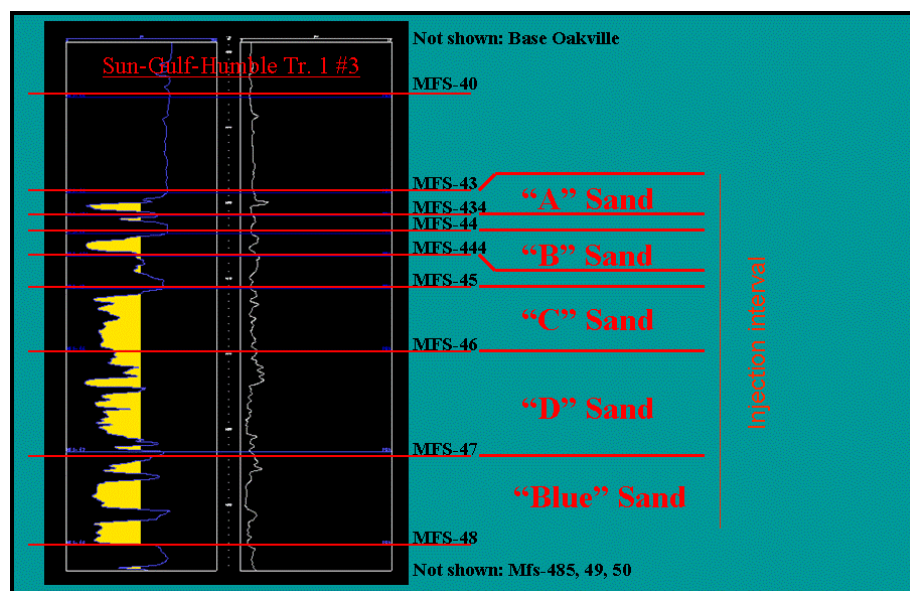 Not shown: Base Oakville
Sun-Gulf-Humble Tr. 1 #3
MFS-40
MFS-43
"A" Sand
MFS-434
MFS-44
MFS-444
"B" Sand
MFS-45
"C" Sand
Injection interval
MFS-46
"D" Sand
MFS-47
"Blue" Sand
MFS-48
Not shown: Mfs-485, 49, 50